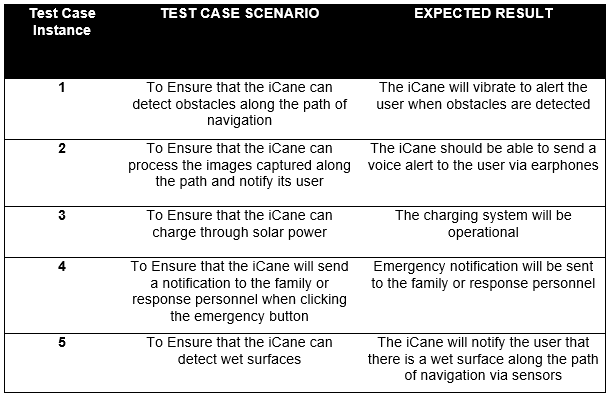 Test Case Instance TEST CASE SCENARIO EXPECTED RESULT
1 To Ensure that the iCane can The iCane will vibrate to alert the
detect obstacles along the path of user when obstacles are detected
navigation
2 To Ensure that the iCane can The iCane should be able to send a
process the images captured along voice alert to the user via earphones
the path and notify its user
3 To Ensure that the iCane can The charging system will be
charge through solar power operational
4 To Ensure that the iCane will send Emergency notification will be sent
a notification to the family or to the family or response personnel
response personnel when clicking
the emergency button
5 To Ensure that the iCane can The iCane will notify the user that
detect wet surfaces there is a wet surface along the path
of navigation via sensors